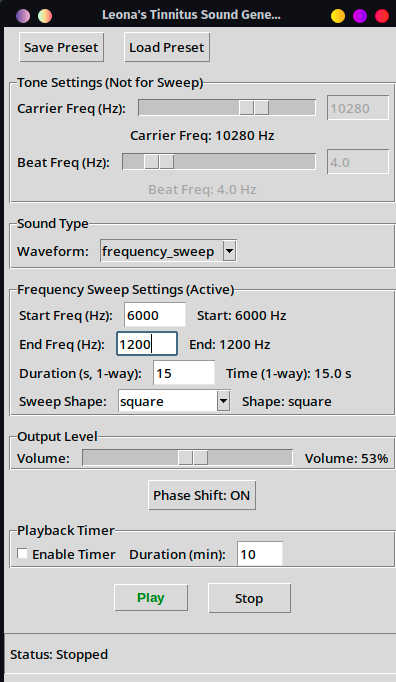 Leona's Tinnitus Sound Gene...
Save Preset Load Preset
Tone Settings (Not for Sweep)
Carrier Freq (Hz): 10280
Carrier Freq: 10280 Hz
Beat Freq (Hz): 4.0
Beat Freq: 4.0 Hz
Sound Type
Waveform: frequency_sweep
Frequency Sweep Settings (Active)
Start Freq (Hz): 6000 Start: 6000 Hz
End Freq (Hz): 1200 End: 1200 Hz
Duration (s, 1-way): 15 Time (1-way): 15.0 s
Sweep Shape: square Shape: square
Output Level
Volume: Volume: 53%
Phase Shift: ON
Playback Timer
Enable Timer Duration (min): 10
Play Stop
Status: Stopped